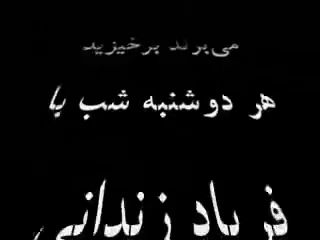 می‌برند برخیزید
هر دوشنبه شب با
فریاد زندانی